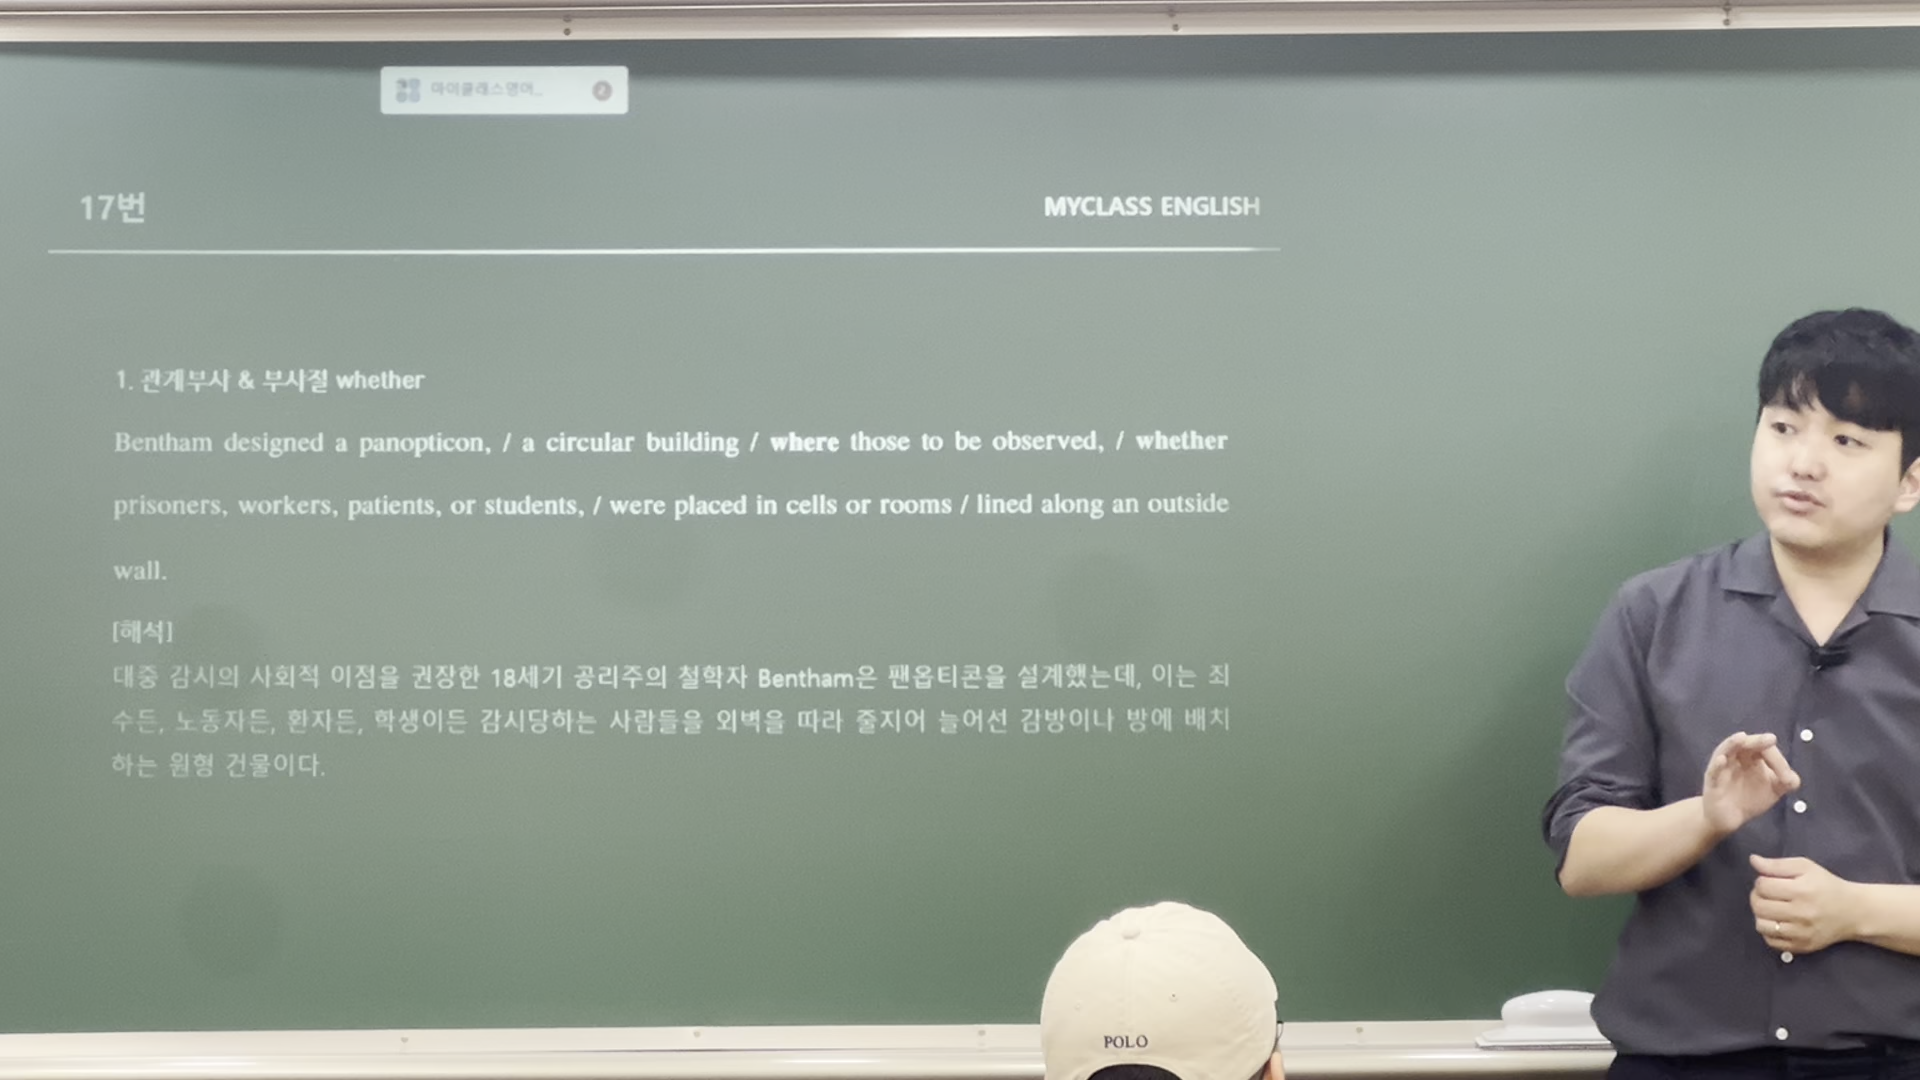 마이클래스영어...
17번
MYCLASS ENGLISH
1. 관계부사 & 부사절 whether
Bentham designed a panopticon, / a circular building / where those to be observed, / whether
prisoners, workers, patients, or students, / were placed in cells or rooms / lined along an outside
wall.
[해석]
대중 감시의 사회적 이점을 권장한 18세기 공리주의 철학자 Bentham은 팬옵티콘을 설계했는데, 이는 죄
수든, 노동자든, 환자든, 학생이든 감시당하는 사람들을 외벽을 따라 줄지어 늘어선 감방이나 방에 배치
하는 원형 건물이다.
POLO